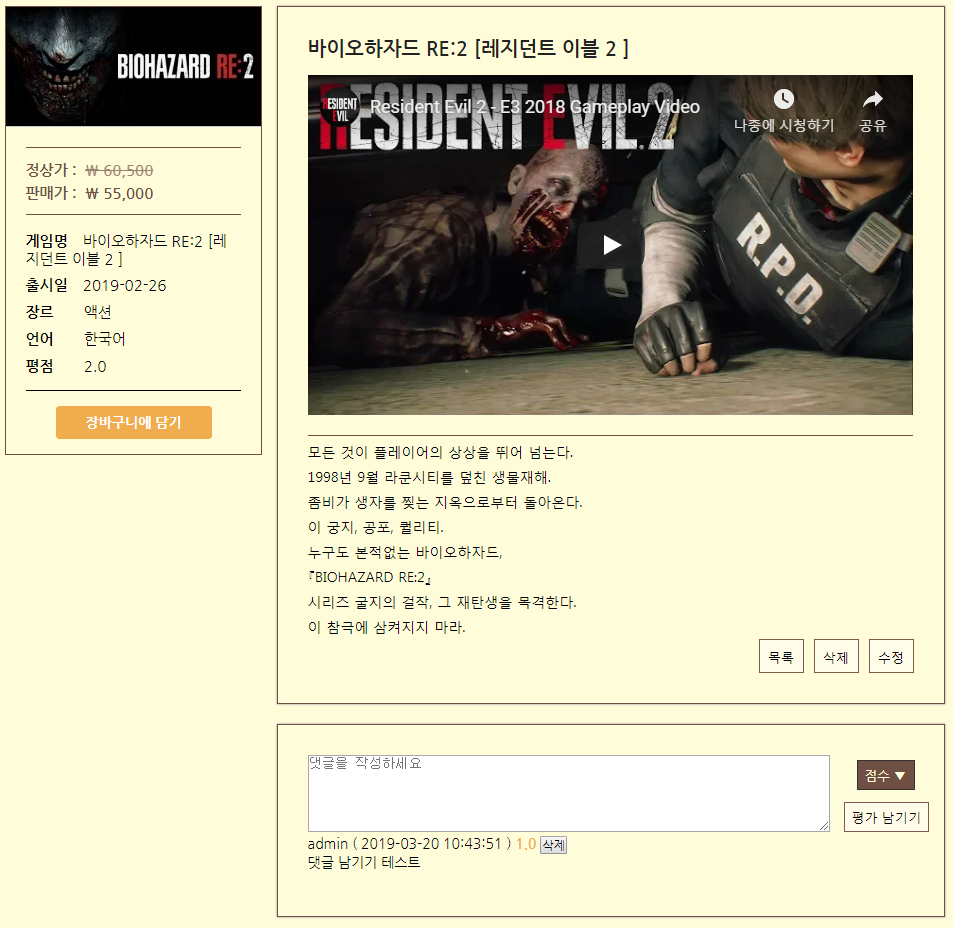 BIOHAZARD RE:2
정상가 : ₩ 60,500
판매가 : ₩ 55,000
게임명 바이오하자드 RE:2 [레
지던트 이블 2 ]
출시일 2019-02-26
장르 액션
언어 한국어
평점 2.0
장바구니에 담기
바이오하자드 RE:2 [레지던트 이블 2 ]
RESIDENT EVIL
Resident Evil 2 - E3 2018 Gameplay Video
나중에 시청하기
공유
RESIDENT EVIL.2
R.P.D.
모든 것이 플레이어의 상상을 뛰어 넘는다.
1998년 9월 라쿤시티를 덮친 생물재해.
좀비가 생자를 찢는 지옥으로부터 돌아온다.
이 궁지, 공포, 퀄리티.
누구도 본적없는 바이오하자드,
『BIOHAZARD RE:2』
시리즈 굴지의 걸작, 그 재탄생을 목격한다.
이 참극에 삼켜지지 마라.
목록 삭제 수정
댓글을 작성하세요
점수 ▼
평가 남기기
admin ( 2019-03-20 10:43:51 ) 1.0 삭제
댓글 남기기 테스트